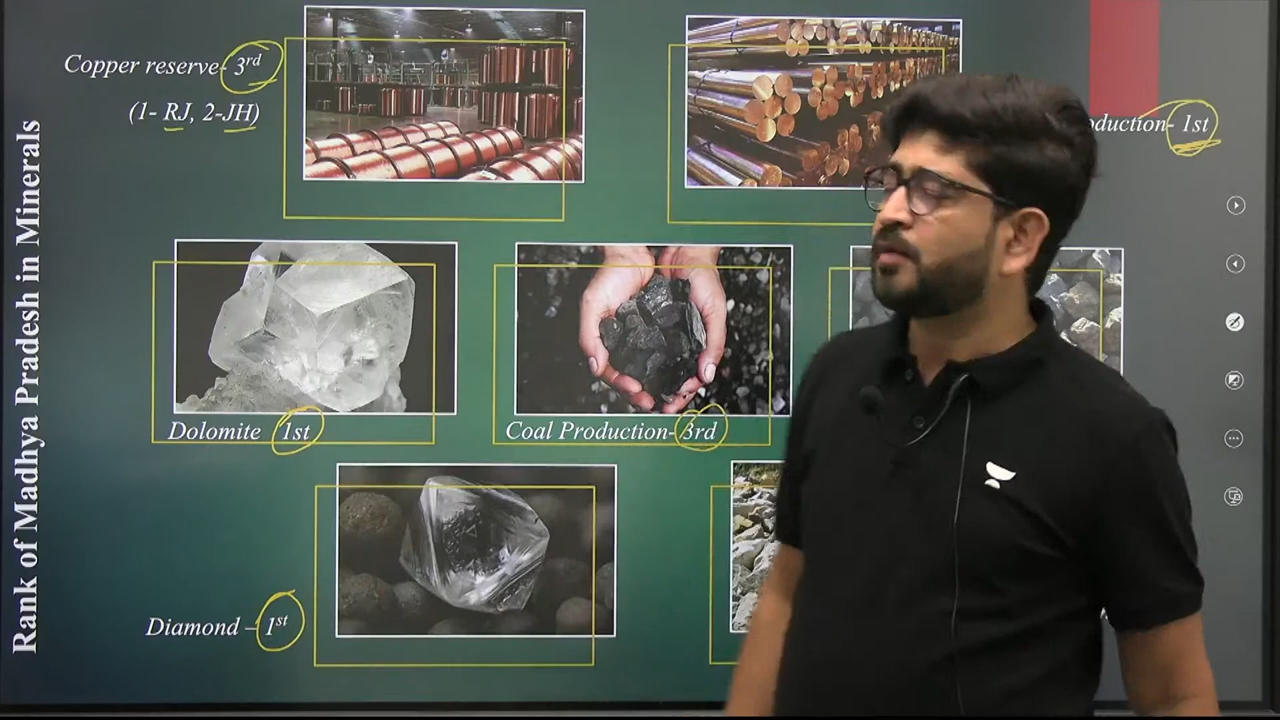 Rank of Madhya Pradesh in Minerals
Copper reserve- 3rd
(1- RJ, 2-JH)
1st
Dolomite 1st
Coal Production- 3rd
Diamond – 1st